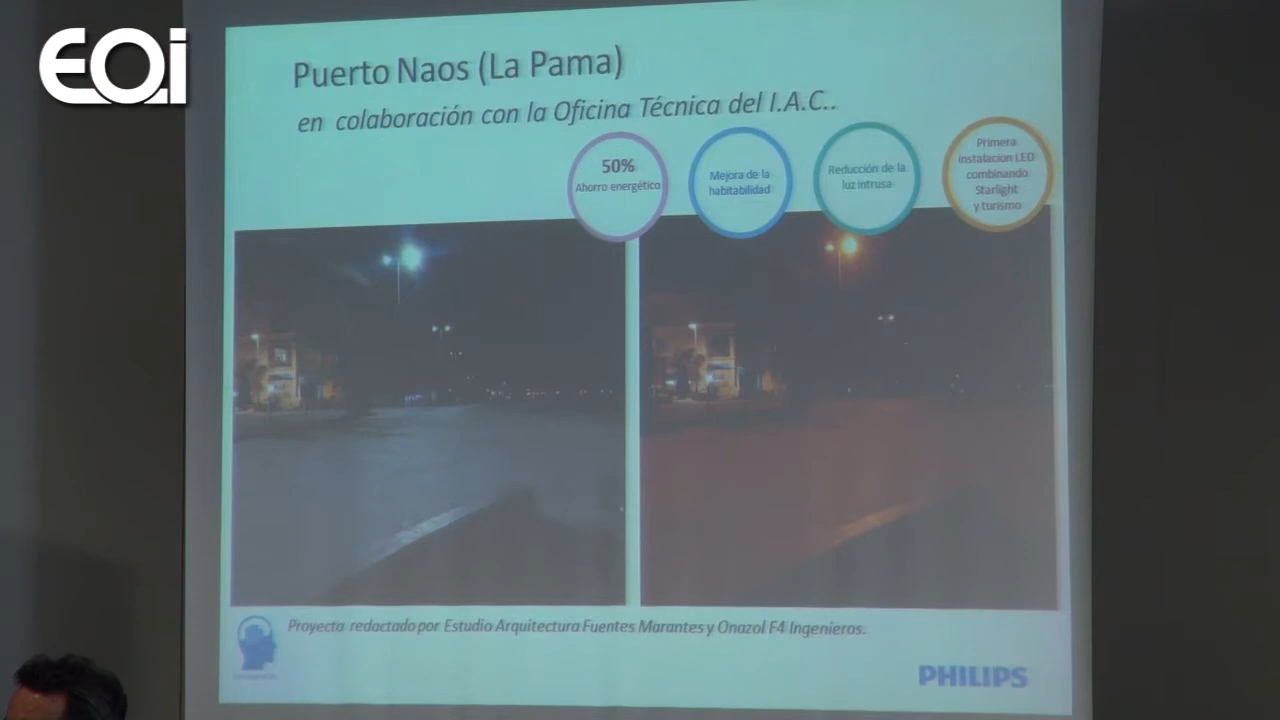 EOi
Puerto Naos (La Pama)
en colaboración con la Oficina Técnica del I.A.C..
50%
Ahorro energético
Mejora de la
habitabilidad
Reducción de la
luz intrusa
Primera
instalacion LED
combinando
Starlight
y turismo
Proyecto redactado por Estudio Arquitectura Fuentes Marantes y Onazol F4 Ingenieros.
PHILIPS